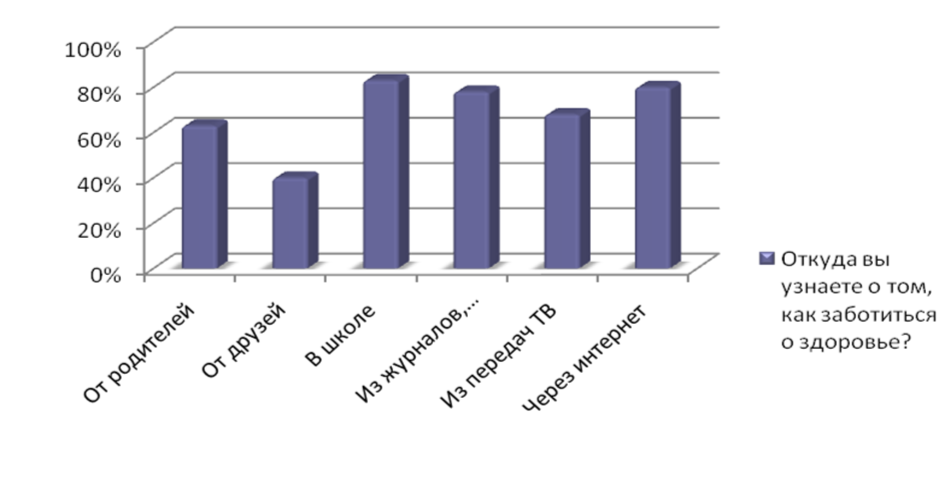 100%
80%
60%
40%
20%
0%
От родителей
От друзей
В школе
Из журналов,...
Из передач ТВ
Через интернет
Откуда вы
узнаете о том,
как заботиться
о здоровье?